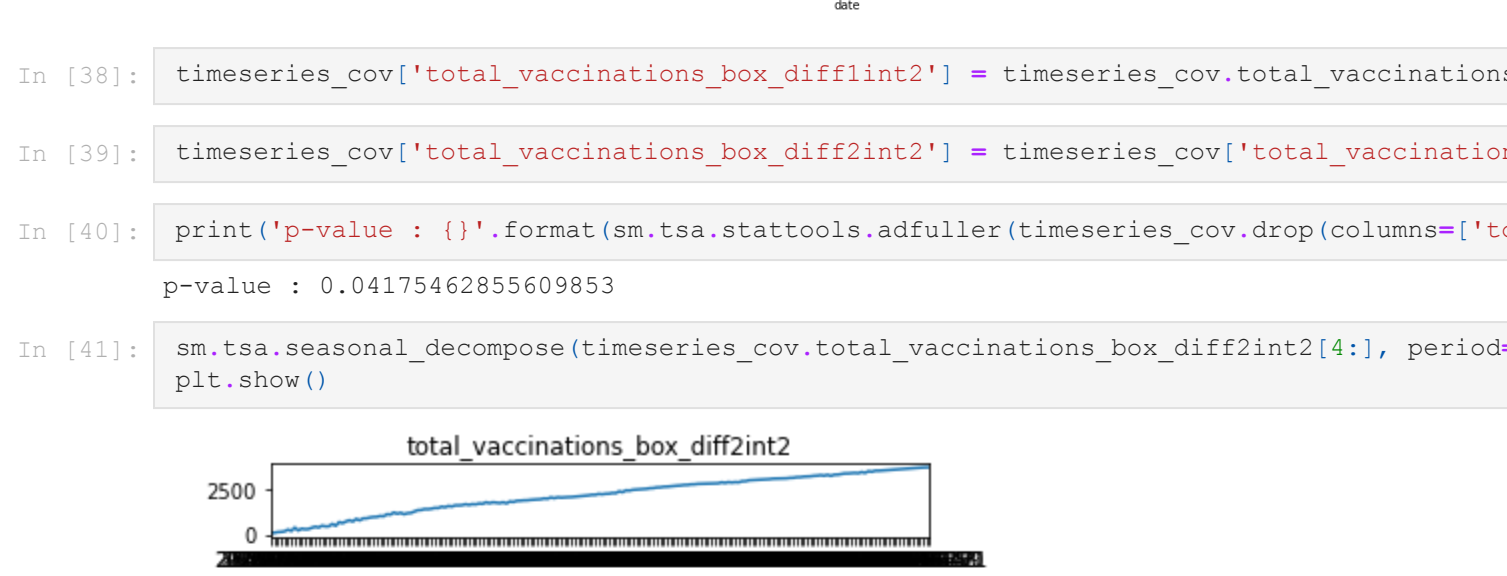 date
In [38]: timeseries_cov['total_vaccinations_box_diff1int2'] = timeseries_cov.total_vaccinations
In [39]: timeseries_cov['total_vaccinations_box_diff2int2'] = timeseries_cov['total_vaccination
In [40]: print('p-value : {}'.format(sm.tsa.stattools.adfuller(timeseries_cov.drop(columns=['to
p-value : 0.04175462855609853
In [41]: sm.tsa.seasonal_decompose(timeseries_cov.total_vaccinations_box_diff2int2[4:], period=
plt.show()
total_vaccinations_box_diff2int2
2500
0